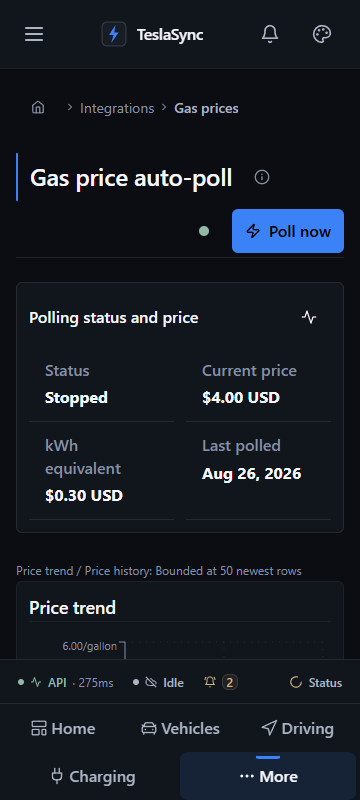 TeslaSync
Integrations Gas prices
Gas price auto-poll
Poll now
Polling status and price
Status
Stopped
Current price
$4.00 USD
kWh
equivalent
$0.30 USD
Last polled
Aug 26, 2026
Price trend / Price history: Bounded at 50 newest rows
Price trend
6.00/gallon
API · 275ms Idle 2 Status
Home Vehicles Driving
Charging More